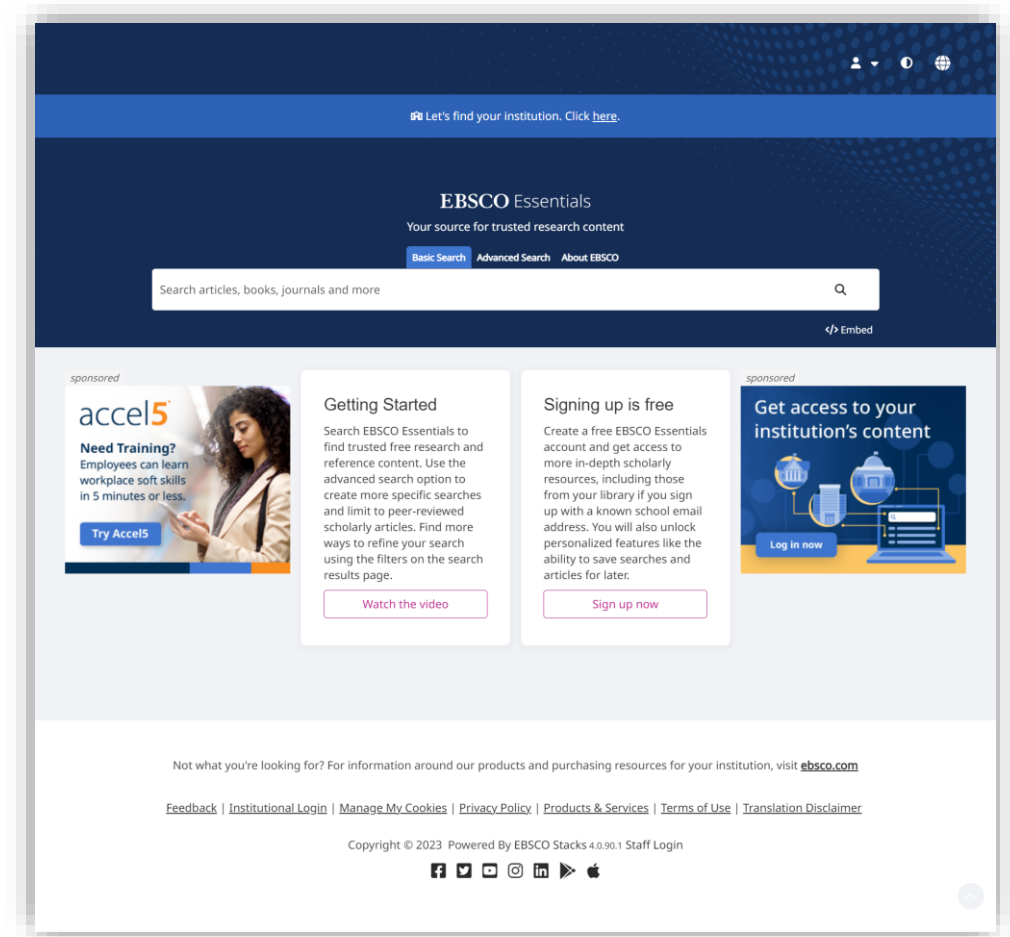 Let's find your institution. Click here.
EBSCO Essentials
Your source for trusted research content
Basic Search Advanced Search About EBSCO
Search articles, books, journals and more
</> Embed
sponsored
accel5
Need Training?
Employees can learn
workplace soft skills
in 5 minutes or less.
Try Accel5
Getting Started
Search EBSCO Essentials to
find trusted free research and
reference content. Use the
advanced search option to
create more specific searches
and limit to peer-reviewed
scholarly articles. Find more
ways to refine your search
using the filters on the search
results page.
Watch the video
Signing up is free
Create a free EBSCO Essentials
account and get access to
more in-depth scholarly
resources, including those
from your library if you sign
up with a known school email
address. You will also unlock
personalized features like the
ability to save searches and
articles for later.
Sign up now
sponsored
Get access to your
institution's content
Log in now
Not what you're looking for? For information around our products and purchasing resources for your institution, visit ebsco.com
Feedback | Institutional Login | Manage My Cookies | Privacy Policy | Products & Services | Terms of Use | Translation Disclaimer
Copyright © 2023 Powered By EBSCO Stacks 4.0.90.1 Staff Login